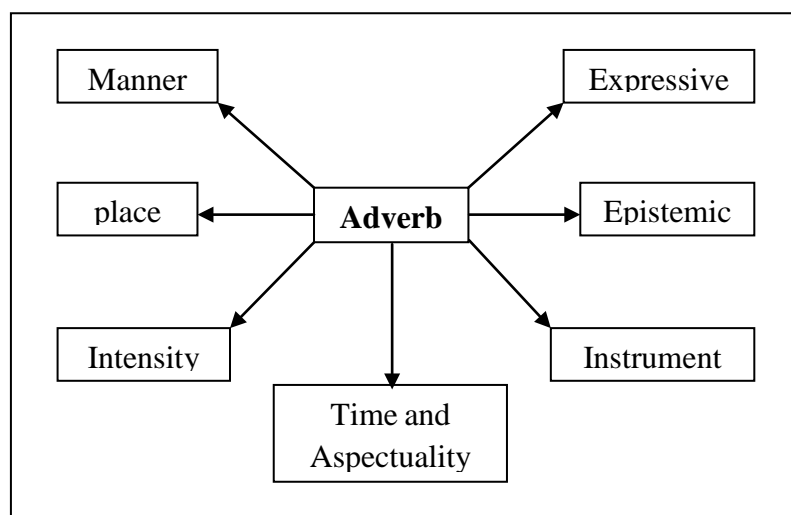 Manner
Expressive
place
Adverb
Epistemic
Intensity
Instrument
Time and
Aspectuality